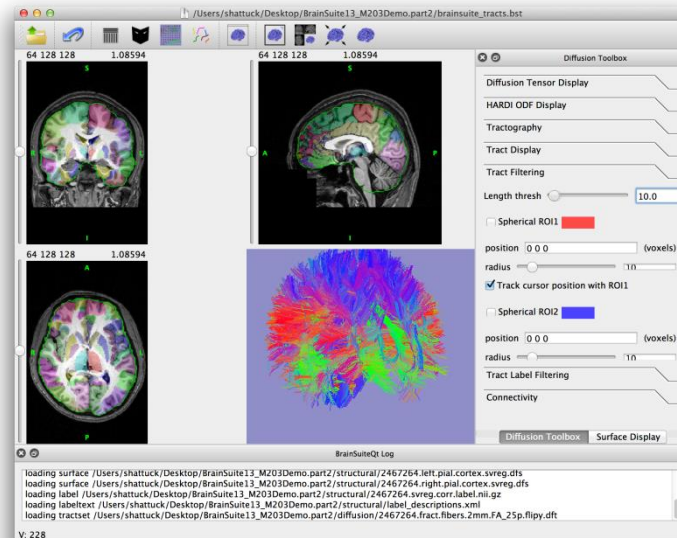 /Users/shattuck/Desktop/BrainSuite13_M203Demo.part2/brainsuite_tracts.bst
64 128 128 1.08594
S
R L
I
64 128 128 1.08594
S
A P
I
64 128 128 1.08594
A
R L
P
Diffusion Toolbox
Diffusion Tensor Display
HARDI ODF Display
Tractography
Tract Display
Tract Filtering
Length thresh 10.0
Spherical ROI1
position 0 0 0 (voxels)
radius 10
Track cursor position with ROI1
Spherical ROI2
position 0 0 0 (voxels)
radius 10
Tract Label Filtering
Connectivity
Diffusion Toolbox Surface Display
BrainSuiteQt Log
loading surface /Users/shattuck/Desktop/BrainSuite13_M203Demo.part2/structural/2467264.left.pial.cortex.svreg.dfs
loading surface /Users/shattuck/Desktop/BrainSuite13_M203Demo.part2/structural/2467264.right.pial.cortex.svreg.dfs
loading label /Users/shattuck/Desktop/BrainSuite13_M203Demo.part2/structural/2467264.svreg.corr.label.nii.gz
loading labeltext /Users/shattuck/Desktop/BrainSuite13_M203Demo.part2/structural/label_descriptions.xml
loading tractset /Users/shattuck/Desktop/BrainSuite13_M203Demo.part2/diffusion/2467264.fract.fibers.2mm.FA_25p.flipy.dft
V: 228